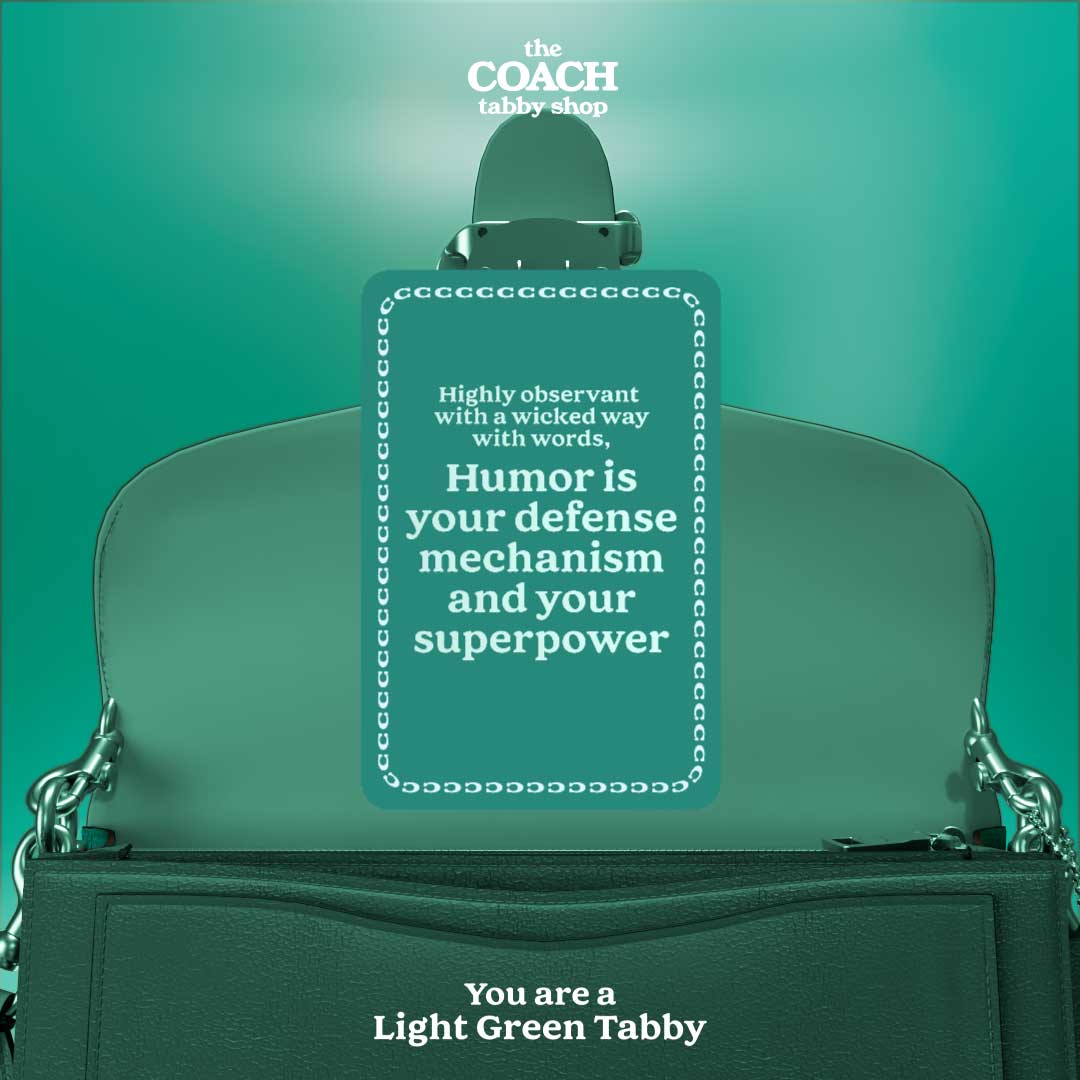 the
COACH
tabby shop
Highly observant
with a wicked way
with words,
Humor is
your defense
mechanism
and your
superpower
You are a
Light Green Tabby